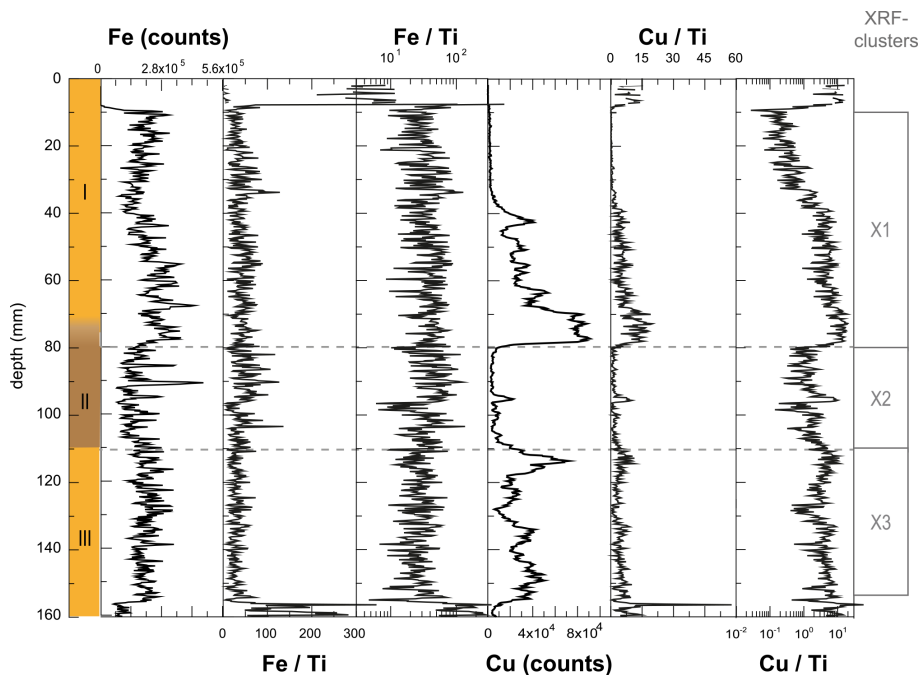 Fe (counts)
Fe / Ti
Cu / Ti
XRF-
clusters
0 2.8x10⁵ 5.6x10⁵
10¹ 10²
0 15 30 45 60
depth (mm)
0
20
40
60
80
100
120
140
160
I
II
III
X1
X2
X3
0 100 200 300
0 4x10⁴ 8x10⁴
10⁻² 10⁻¹ 10⁰ 10¹
Fe / Ti
Cu (counts)
Cu / Ti